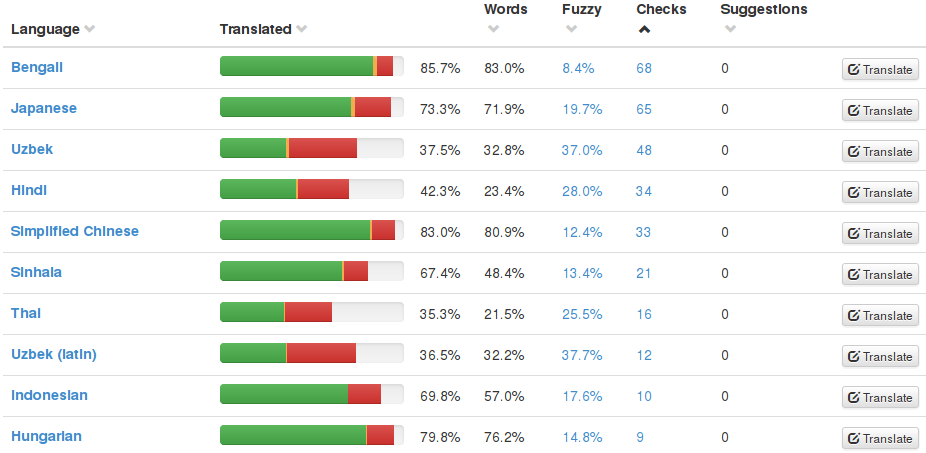 Language Translated Words Fuzzy Checks Suggestions
Bengali 85.7% 83.0% 8.4% 68 0 Translate
Japanese 73.3% 71.9% 19.7% 65 0 Translate
Uzbek 37.5% 32.8% 37.0% 48 0 Translate
Hindi 42.3% 23.4% 28.0% 34 0 Translate
Simplified Chinese 83.0% 80.9% 12.4% 33 0 Translate
Sinhala 67.4% 48.4% 13.4% 21 0 Translate
Thai 35.3% 21.5% 25.5% 16 0 Translate
Uzbek (latin) 36.5% 32.2% 37.7% 12 0 Translate
Indonesian 69.8% 57.0% 17.6% 10 0 Translate
Hungarian 79.8% 76.2% 14.8% 9 0 Translate